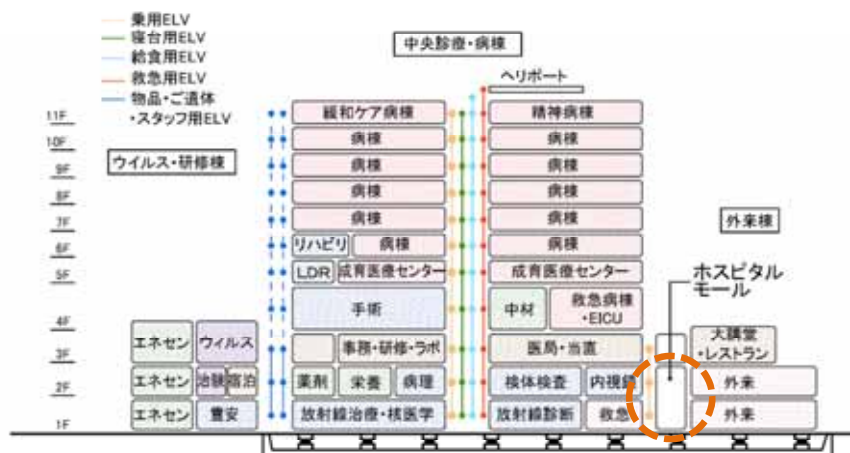 乗用ELV
寝台用ELV
給食用ELV
救急用ELV
物品・ご遺体
・スタッフ用ELV
中央診療・病棟
ヘリポート
11F 緩和ケア病棟 精神病棟
10F 病棟 病棟
ウイルス・研修棟
9F 病棟 病棟
8F 病棟 病棟
7F 病棟 病棟
外来棟
6F リハビリ 病棟 病棟
5F LDR 成育医療センター 成育医療センター
ホスピタル
モール
4F 手術 中材 救急病棟
・EICU
3F エネセン ウィルス 事務・研修・ラボ 医局・当直 大講堂
・レストラン
2F エネセン 治験 宿泊 薬剤 栄養 病理 検体検査 内視鏡 外来
1F エネセン 豊安 放射線治療・核医学 放射線診断 救急 外来